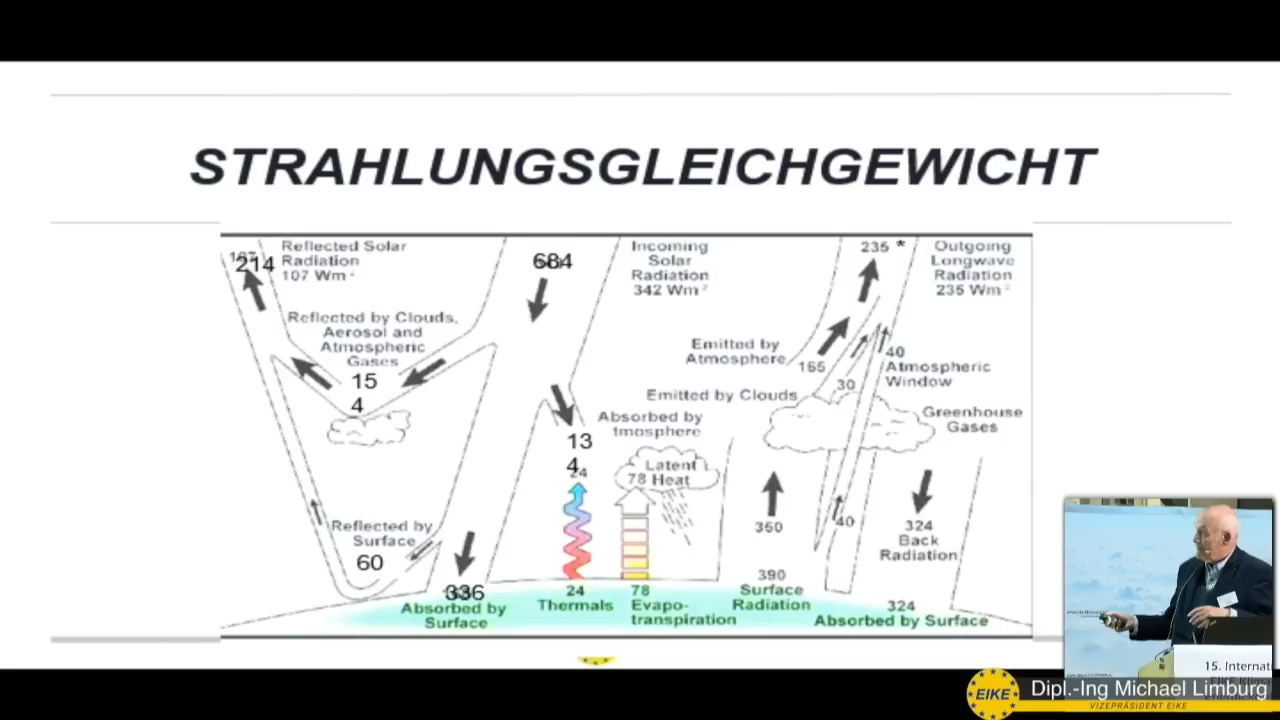 STRAHLUNGSGLEICHGEWICHT
214
Reflected Solar
Radiation
107 Wm⁻²
684
Incoming
Solar
Radiation
342 Wm⁻²
235 *
Outgoing
Longwave
Radiation
235 Wm⁻²
Reflected by Clouds,
Aerosol and
Atmospheric
Gases
15
4
Emitted by
Atmosphere
165
40
Atmospheric
Window
30
Emitted by Clouds
Absorbed by
tmosphere
Greenhouse
Gases
13
4
24
Latent
78 Heat
Reflected by
Surface
60
350
40
324
Back
Radiation
336
Absorbed by
Surface
24
Thermals
78
Evapo-
transpiration
390
Surface
Radiation
324
Absorbed by Surface
15. Internat
EIKE
Dipl.-Ing Michael Limburg
VIZEPRÄSIDENT EIKE